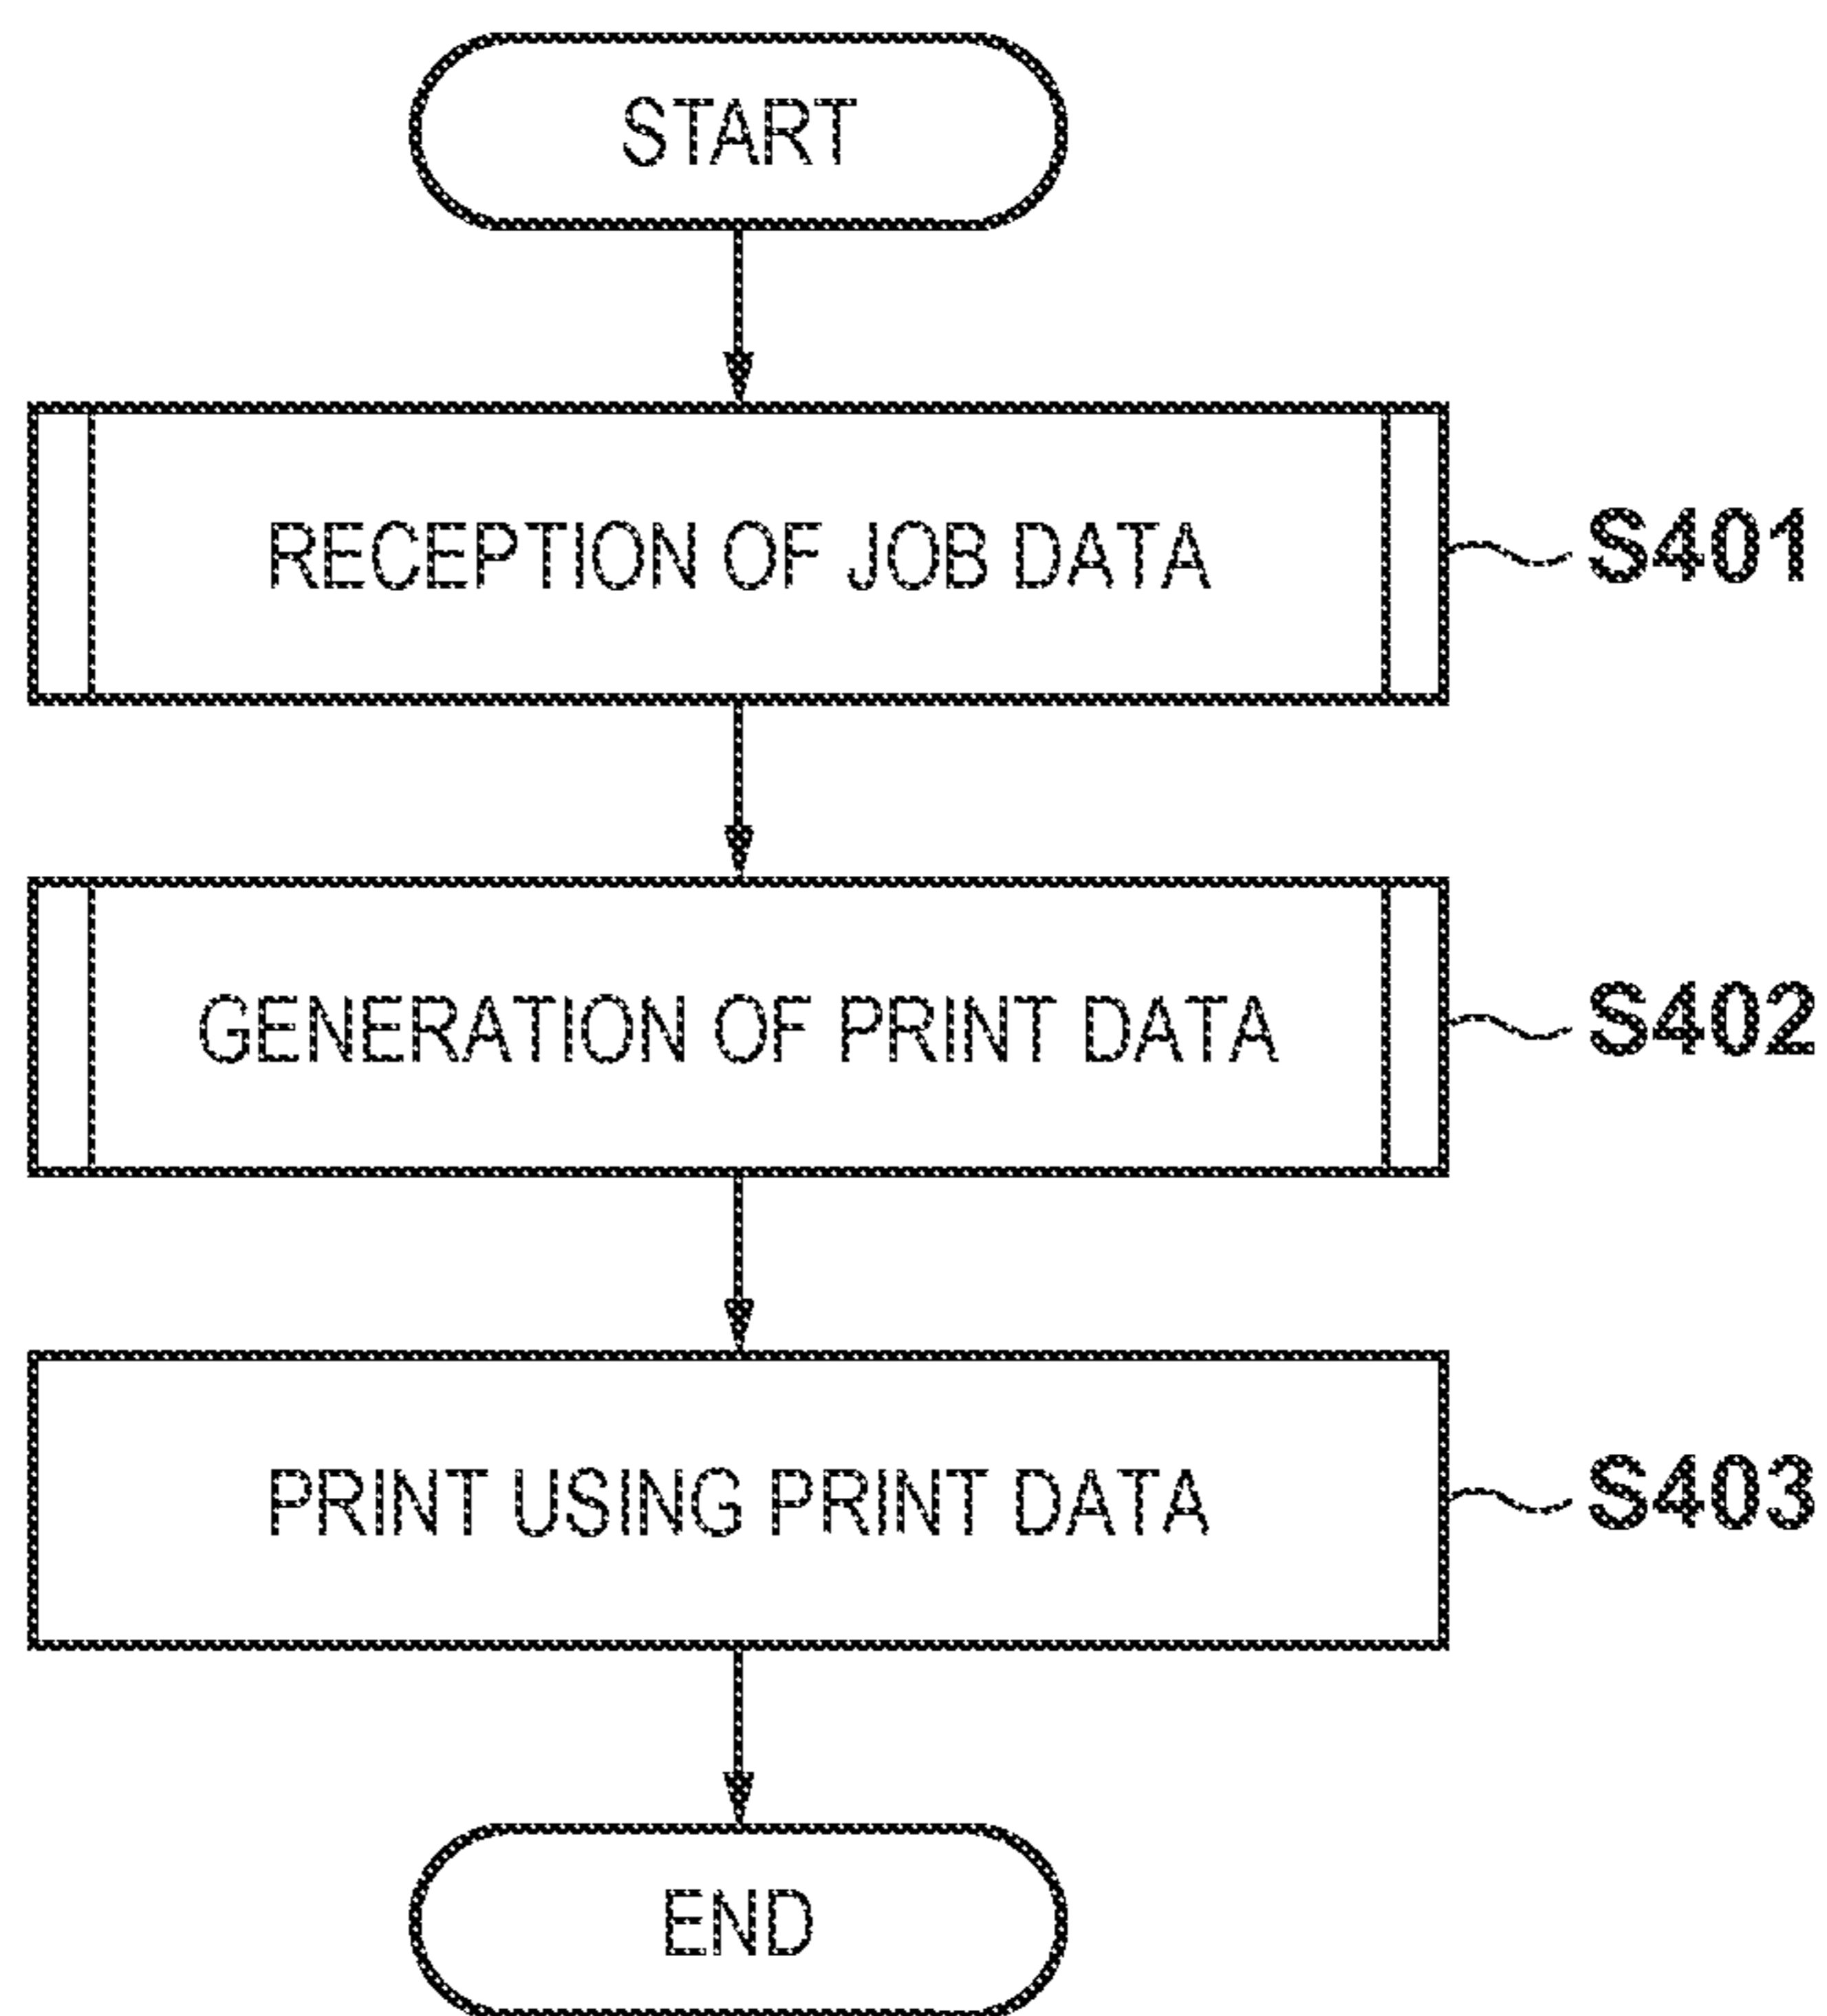 START
RECEPTION OF JOB DATA
S401
GENERATION OF PRINT DATA
S402
PRINT USING PRINT DATA
S403
END